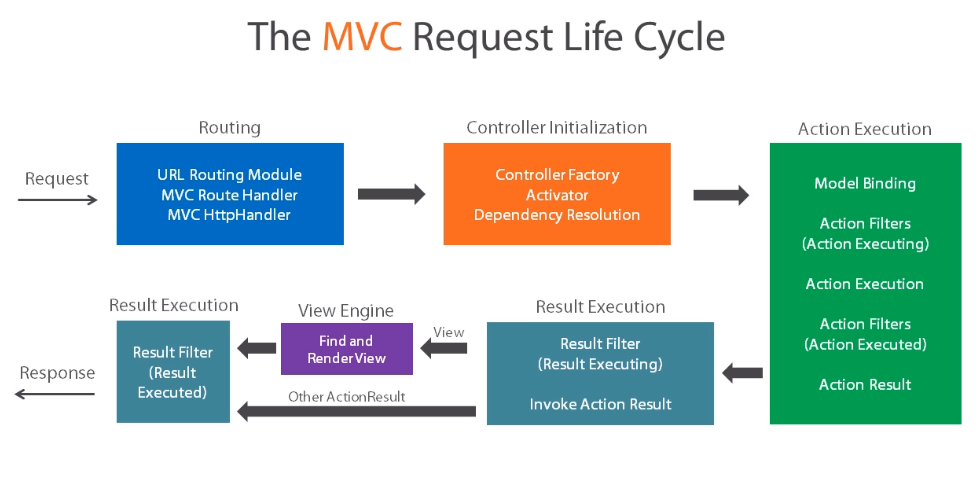 The MVC Request Life Cycle
Request
Routing
URL Routing Module
MVC Route Handler
MVC HttpHandler
Controller Initialization
Controller Factory
Activator
Dependency Resolution
Action Execution
Model Binding
Action Filters
(Action Executing)
Action Execution
Action Filters
(Action Executed)
Action Result
Result Execution
Result Filter
(Result Executing)
Invoke Action Result
View
View Engine
Find and
Render View
Other ActionResult
Result Execution
Result Filter
(Result
Executed)
Response